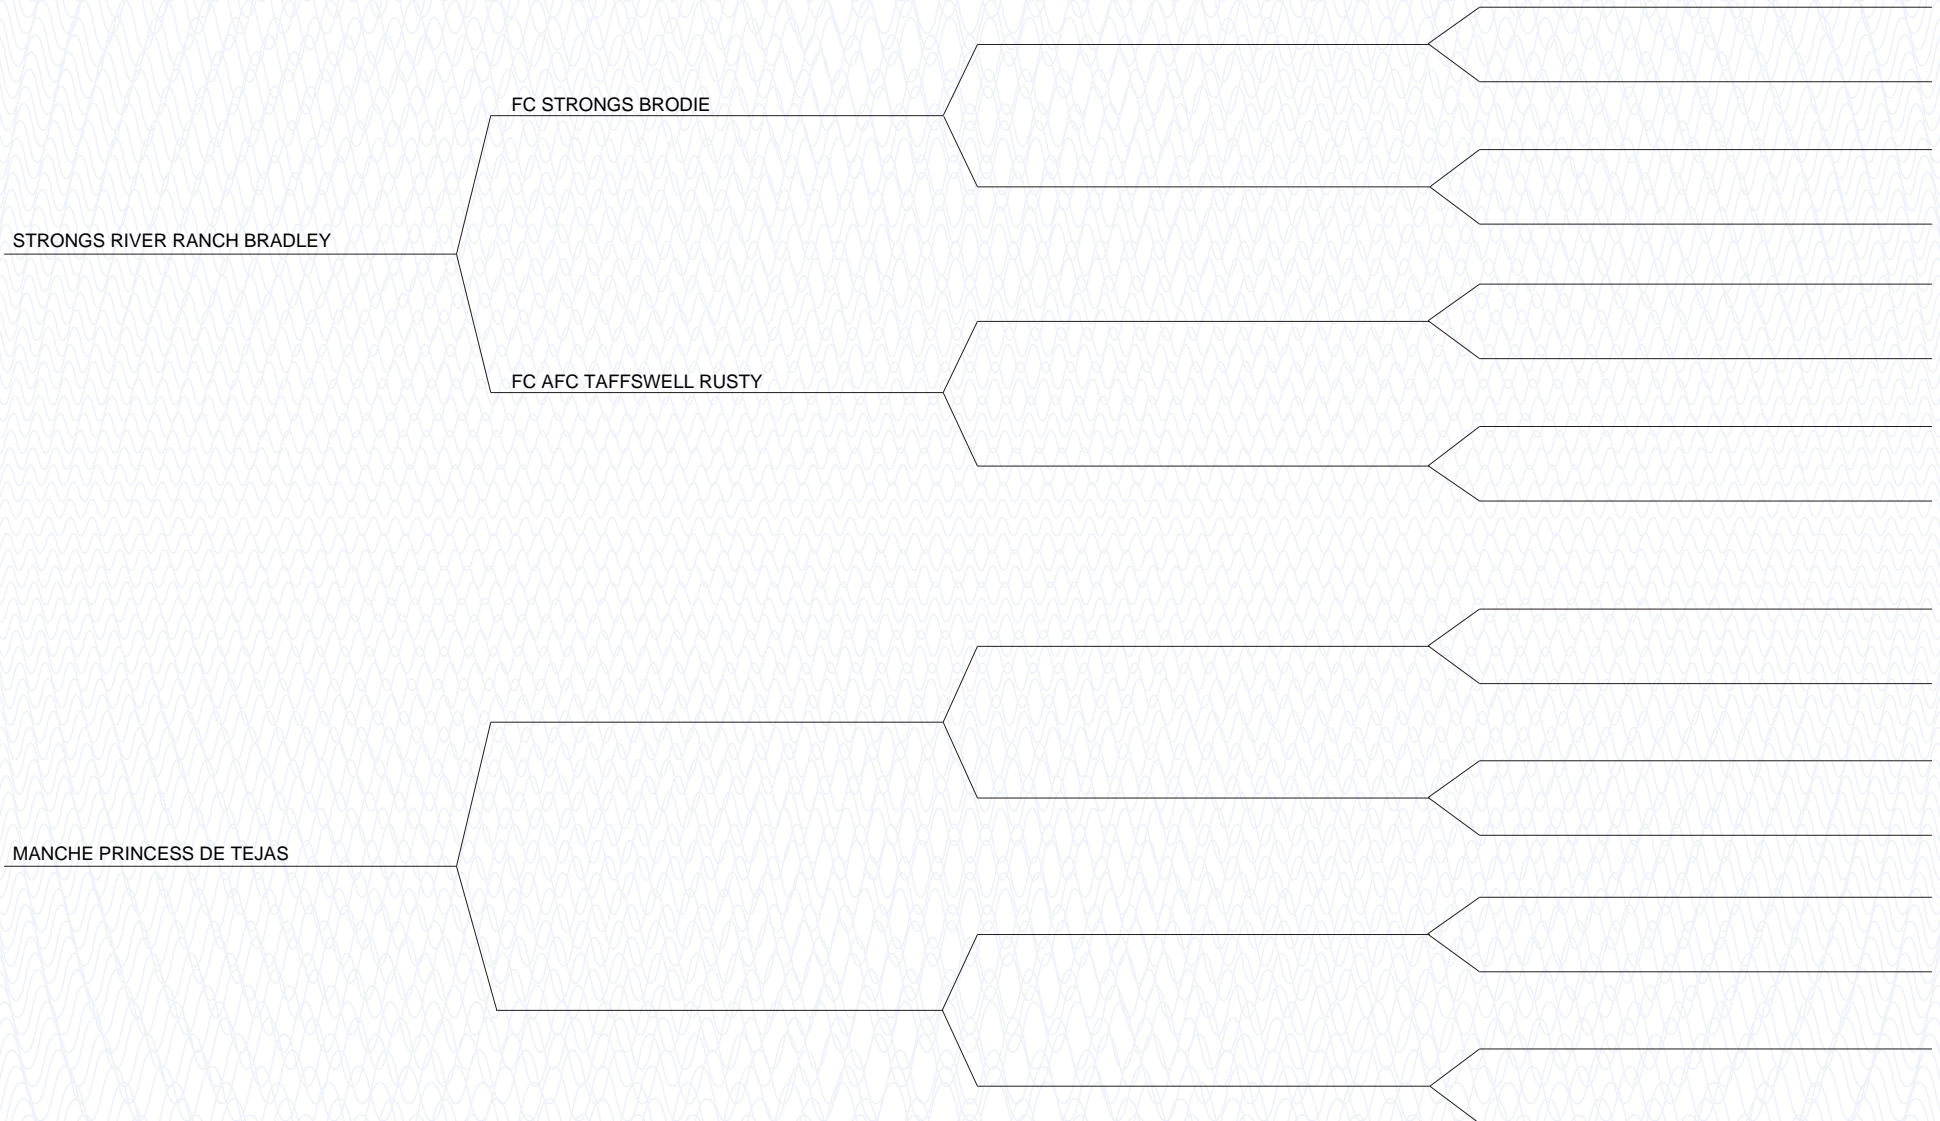 FC STRONGS BRODIE
STRONGS RIVER RANCH BRADLEY
FC AFC TAFFSWELL RUSTY
MANCHE PRINCESS DE TEJAS